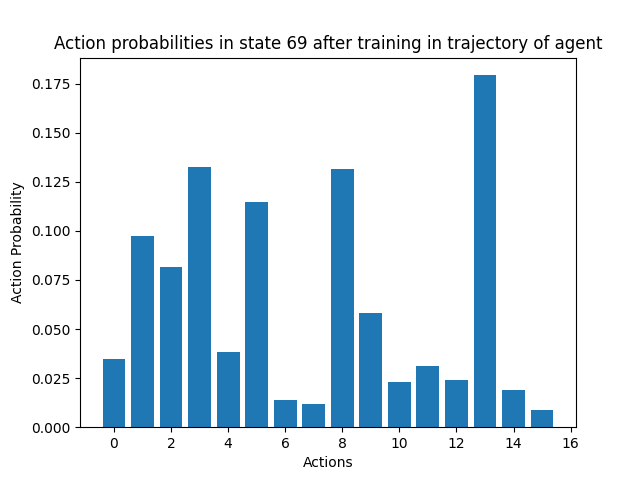 Action probabilities in state 69 after training in trajectory of agent
0.175
0.150
0.125
0.100
0.075
0.050
0.025
0.000
Action Probability
0 2 4 6 8 10 12 14 16
Actions